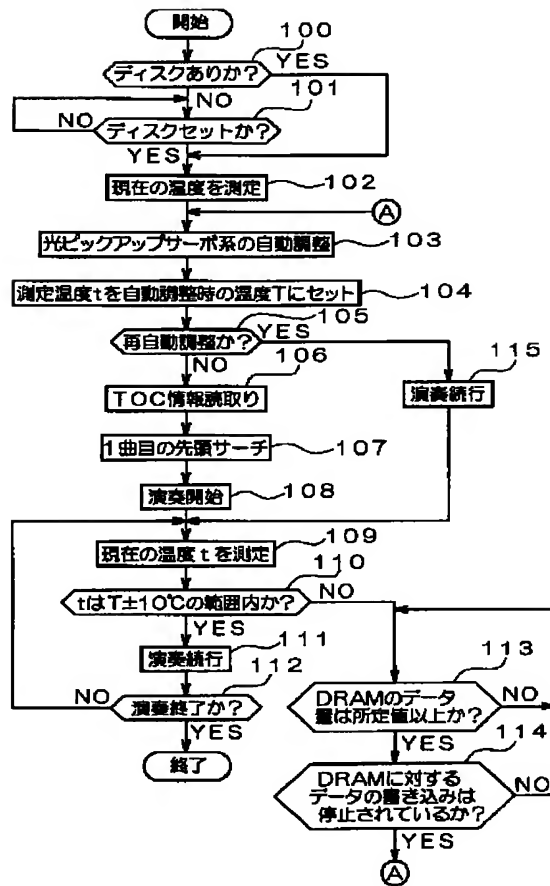 開始
100
ディスクありか?
YES
NO
101
NO
ディスクセットか?
YES
現在の温度を測定
102
A
光ピックアップサーボ系の自動調整
103
測定温度tを自動調整時の温度Tにセット
104
105
再自動調整か?
YES
NO
106
115
TOC情報読取り
演奏続行
1曲目の先頭サーチ
107
演奏開始
108
109
現在の温度tを測定
110
tはT±10℃の範囲内か?
NO
YES
111
演奏続行
112
113
NO
演奏終了か?
DRAMのデータ
量は所定値以上か?
NO
YES
YES
114
終了
DRAMに対する
データの書き込みは
停止されているか?
NO
YES
A